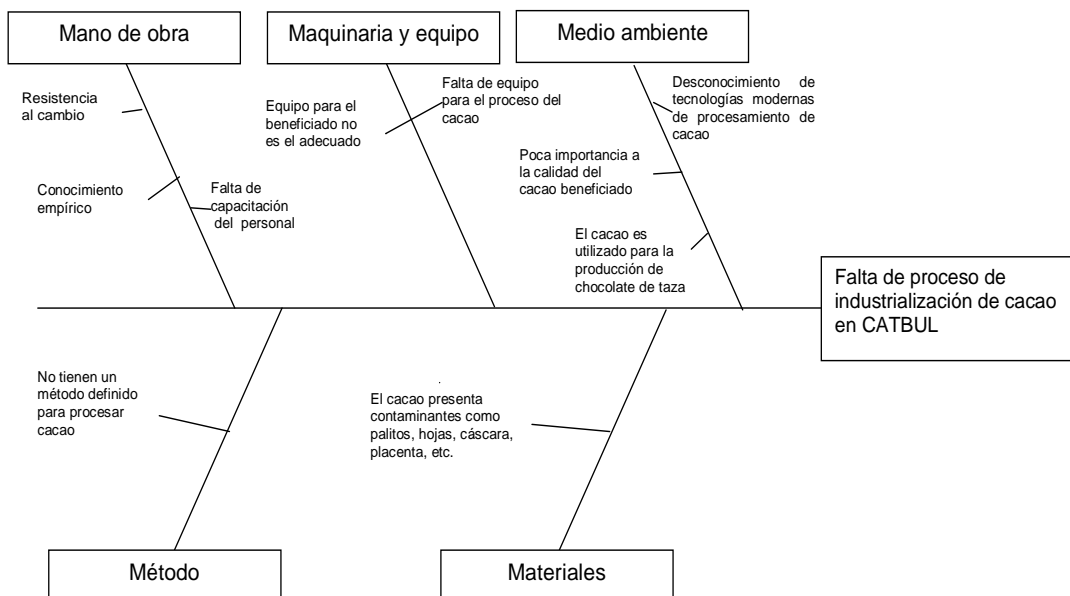 Mano de obra
Maquinaria y equipo
Medio ambiente
Resistencia
al cambio
Conocimiento
empírico
Falta de
capacitación
del personal
Equipo para el
beneficiado no
es el adecuado
Falta de equipo
para el proceso del
cacao
Desconocimiento de
tecnologías modernas
de procesamiento de
cacao
Poca importancia a
la calidad del
cacao beneficiado
El cacao es
utilizado para la
producción de
chocolate de taza
Falta de proceso de
industrialización de cacao
en CATBUL
No tienen un
método definido
para procesar
cacao
El cacao presenta
contaminantes como
palitos, hojas, cáscara,
placenta, etc.
Método
Materiales